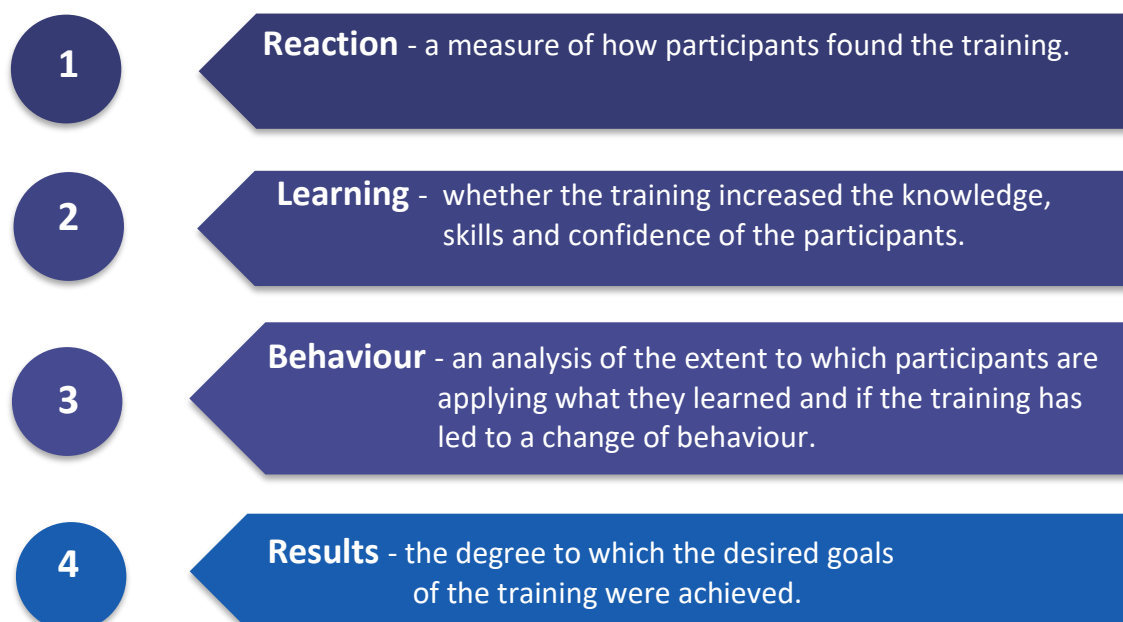 1
Reaction - a measure of how participants found the training.
2
Learning - whether the training increased the knowledge,
skills and confidence of the participants.
3
Behaviour - an analysis of the extent to which participants are
applying what they learned and if the training has
led to a change of behaviour.
4
Results - the degree to which the desired goals
of the training were achieved.